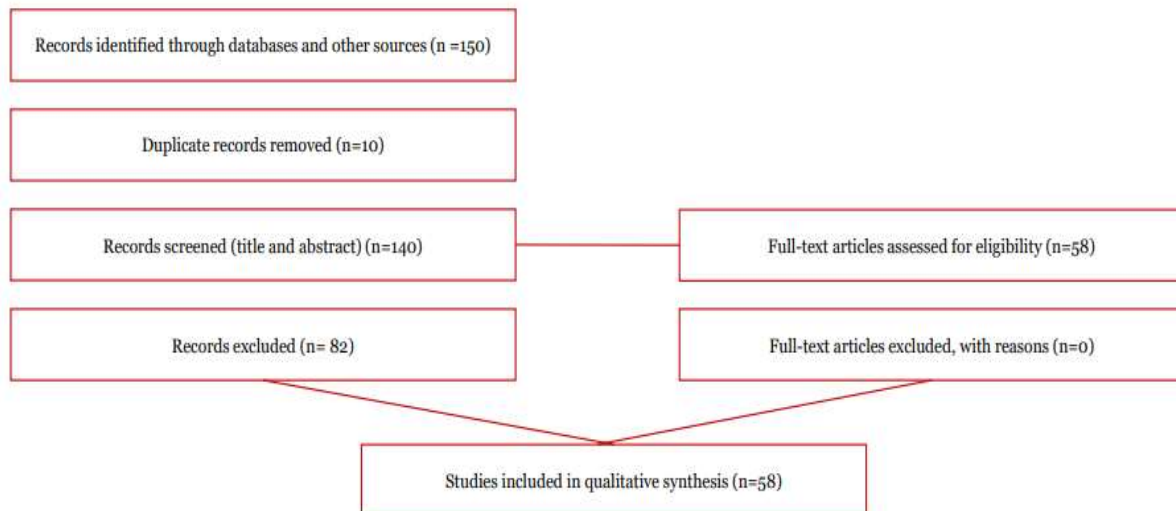 Records identified through databases and other sources (n =150)
Duplicate records removed (n=10)
Records screened (title and abstract) (n=140)
Full-text articles assessed for eligibility (n=58)
Records excluded (n= 82)
Full-text articles excluded, with reasons (n=0)
Studies included in qualitative synthesis (n=58)